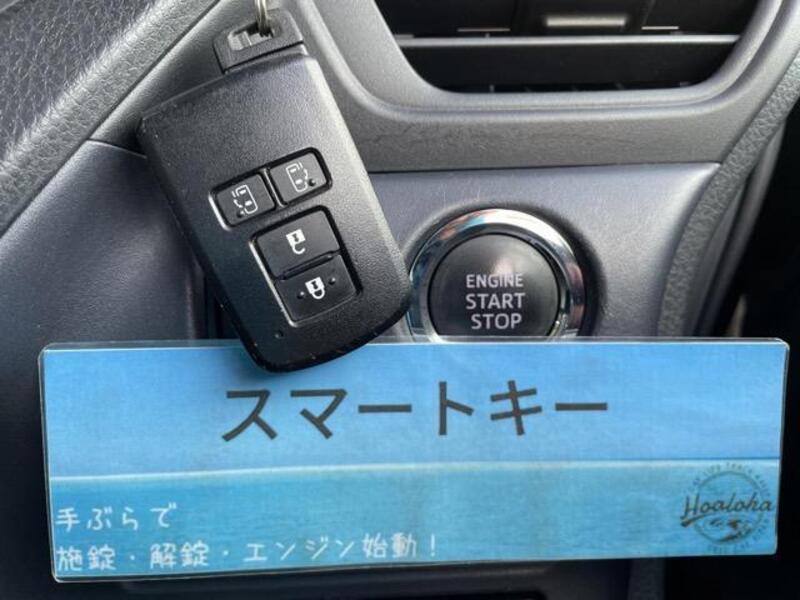 ENGINE
START
STOP
スマートキー
手ぶらで
施錠・解錠・エンジン始動！
Hoaloha